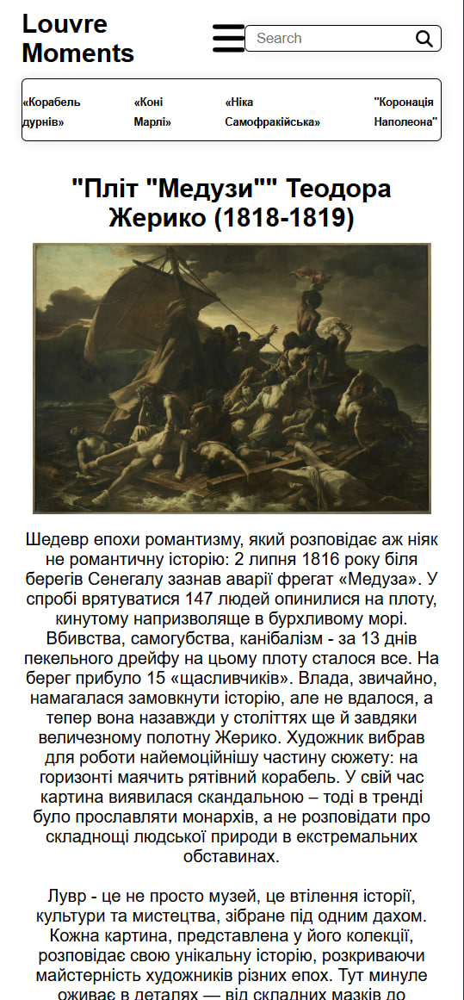 Louvre
Moments
Search
«Корабель
дурнів»
«Коні
Марлі»
«Ніка
Самофракійська»
"Коронація
Наполеона"
"Пліт "Медузи"" Теодора
Жерико (1818-1819)
Шедевр епохи романтизму, який розповідає аж ніяк
не романтичну історію: 2 липня 1816 року біля
берегів Сенегалу зазнав аварії фрегат «Медуза». У
спробі врятуватися 147 людей опинилися на плоту,
кинутому напризволяще в бурхливому морі.
Вбивства, самогубства, канібалізм - за 13 днів
пекельного дрейфу на цьому плоту сталося все. На
берег прибуло 15 «щасливчиків». Влада, звичайно,
намагалася замовкнути історію, але не вдалося, а
тепер вона назавжди у століттях ще й завдяки
величезному полотну Жерико. Художник вибрав
для роботи найемоційнішу частину сюжету: на
горизонті маячить рятівний корабель. У свій час
картина виявилася скандальною – тоді в тренді
було прославляти монархів, а не розповідати про
складнощі людської природи в екстремальних
обставинах.
Лувр - це не просто музей, це втілення історії,
культури та мистецтва, зібране під одним дахом.
Кожна картина, представлена у його колекції,
розповідає свою унікальну історію, розкриваючи
майстерність художників різних епох. Тут минуле
оживає в деталях — від складних мазків до